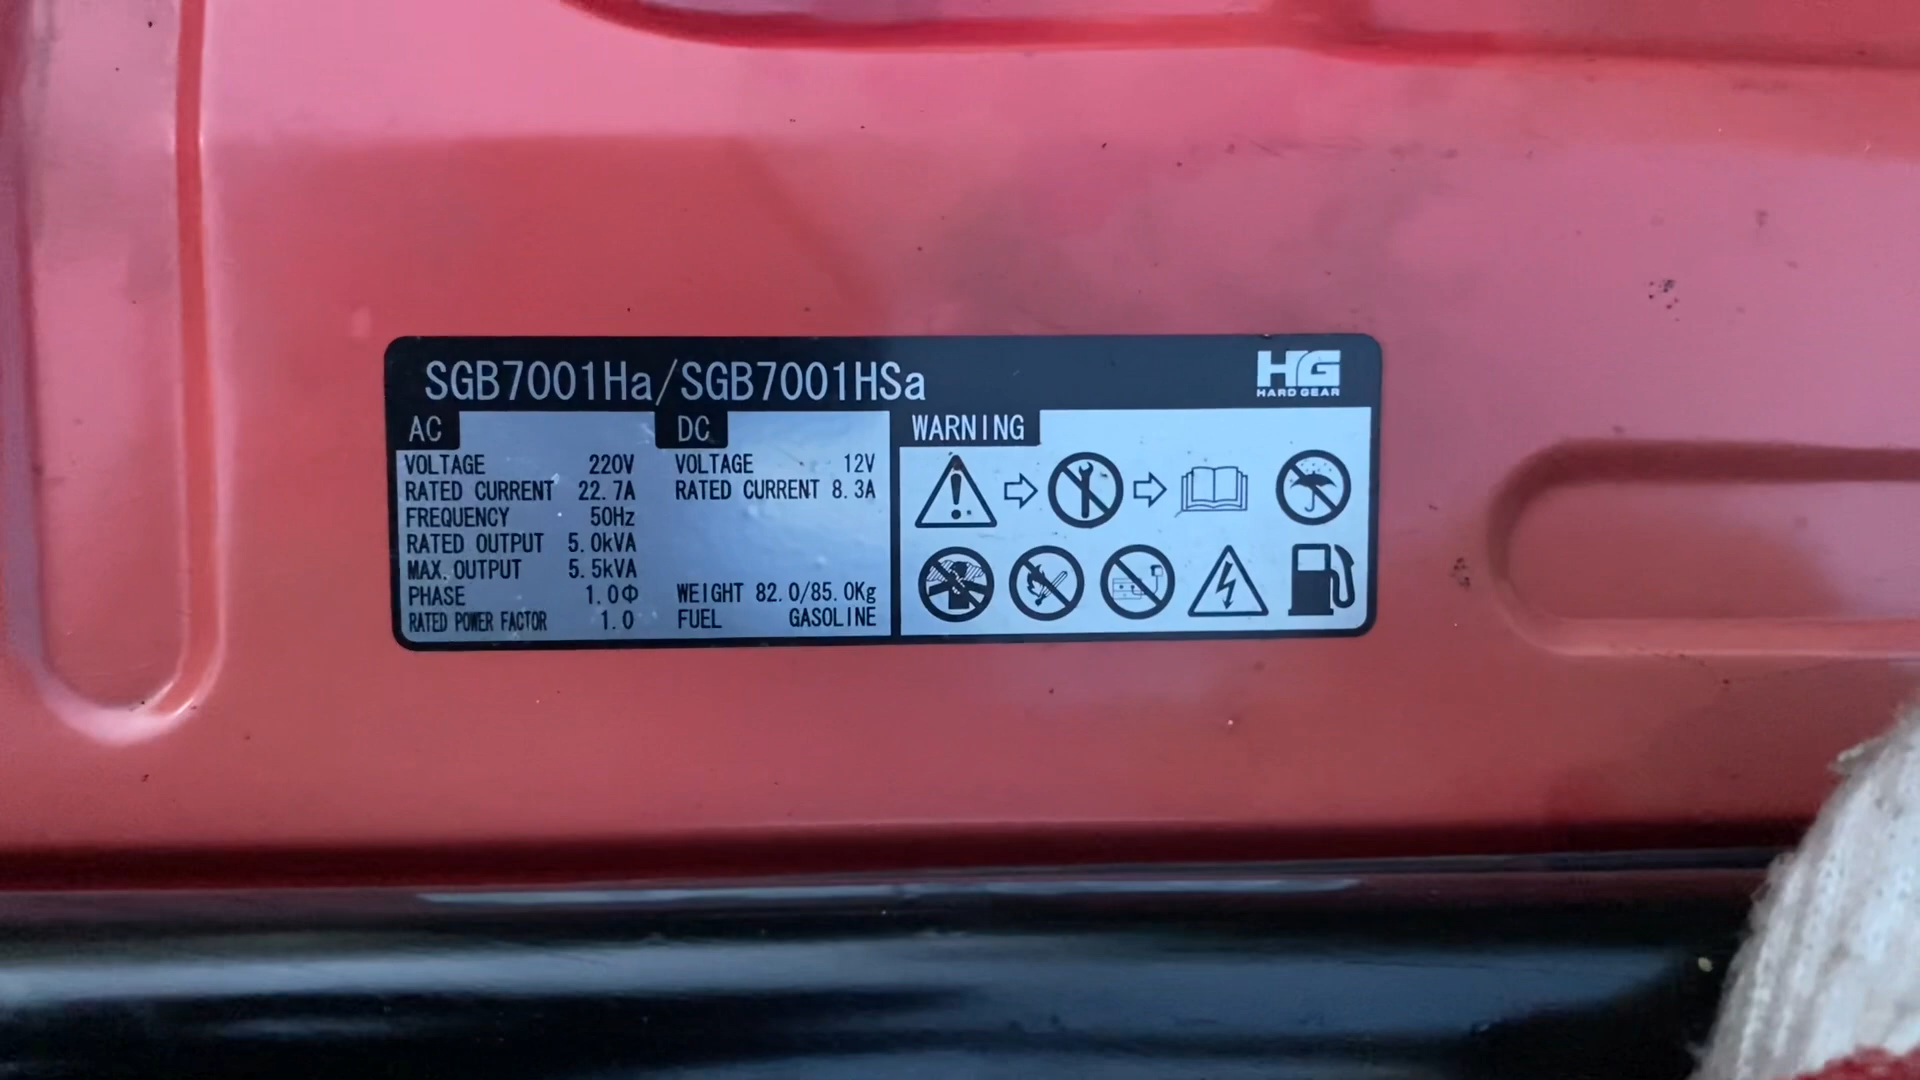 SGB7001Ha/SGB7001HSa
HG
HARD GEAR
AC
VOLTAGE 220V
RATED CURRENT 22.7A
FREQUENCY 50Hz
RATED OUTPUT 5.0kVA
MAX. OUTPUT 5.5kVA
PHASE 1.0Φ
RATED POWER FACTOR 1.0
DC
VOLTAGE 12V
RATED CURRENT 8.3A
WEIGHT 82.0/85.0Kg
FUEL GASOLINE
WARNING